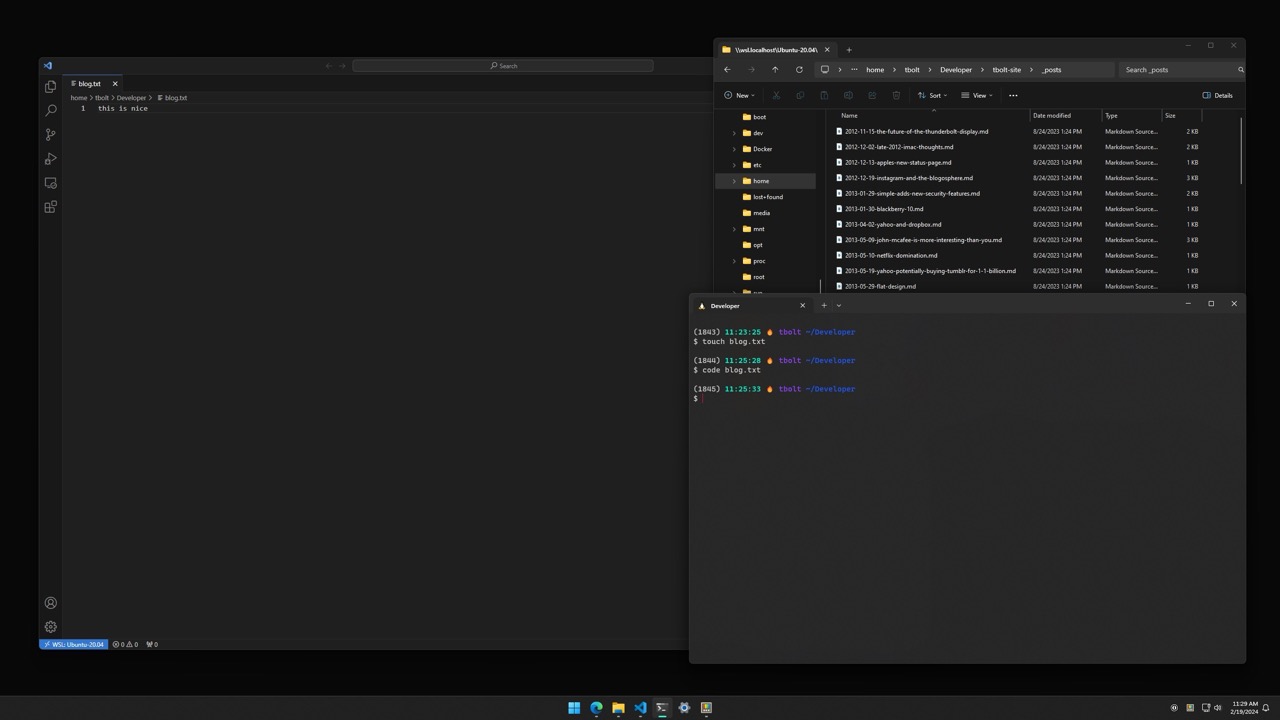 Search
blog.txt
home > tbolt > Developer > blog.txt
1 this is nice
WSL: Ubuntu-20.04 0 0 0
\\wsl.localhost\Ubuntu-20.04\
··· > home > tbolt > Developer > tbolt-site > _posts
Search _posts
New Sort View ··· Details
boot
dev
Docker
etc
home
lost+found
media
mnt
opt
proc
root
Name Date modified Type Size
2012-11-15-the-future-of-the-thunderbolt-display.md 8/24/2023 1:24 PM Markdown Source... 2 KB
2012-12-02-late-2012-imac-thoughts.md 8/24/2023 1:24 PM Markdown Source... 2 KB
2012-12-13-apples-new-status-page.md 8/24/2023 1:24 PM Markdown Source... 1 KB
2012-12-19-instagram-and-the-blogosphere.md 8/24/2023 1:24 PM Markdown Source... 3 KB
2013-01-29-simple-adds-new-security-features.md 8/24/2023 1:24 PM Markdown Source... 2 KB
2013-01-30-blackberry-10.md 8/24/2023 1:24 PM Markdown Source... 1 KB
2013-04-02-yahoo-and-dropbox.md 8/24/2023 1:24 PM Markdown Source... 1 KB
2013-05-09-john-mcafee-is-more-interesting-than-you.md 8/24/2023 1:24 PM Markdown Source... 3 KB
2013-05-10-netflix-domination.md 8/24/2023 1:24 PM Markdown Source... 1 KB
2013-05-19-yahoo-potentially-buying-tumblr-for-1-1-billion.md 8/24/2023 1:24 PM Markdown Source... 1 KB
2013-05-29-flat-design.md 8/24/2023 1:24 PM Markdown Source... 1 KB
Developer
(1843) 11:23:25 🔥 tbolt ~/Developer
$ touch blog.txt
(1844) 11:25:28 🔥 tbolt ~/Developer
$ code blog.txt
(1845) 11:25:33 🔥 tbolt ~/Developer
$
11:29 AM
2/19/2024